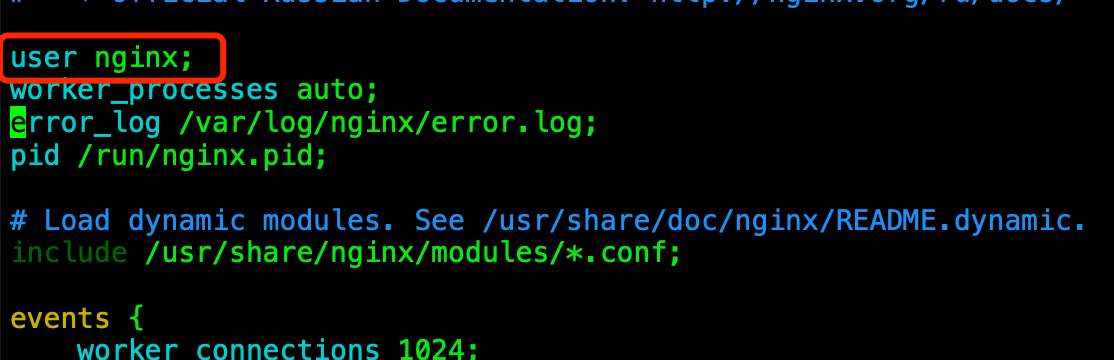 # * Official Russian Documentation: http://nginx.org/ru/docs/
user nginx;
worker_processes auto;
error_log /var/log/nginx/error.log;
pid /run/nginx.pid;
# Load dynamic modules. See /usr/share/doc/nginx/README.dynamic.
include /usr/share/nginx/modules/*.conf;
events {
worker_connections 1024;